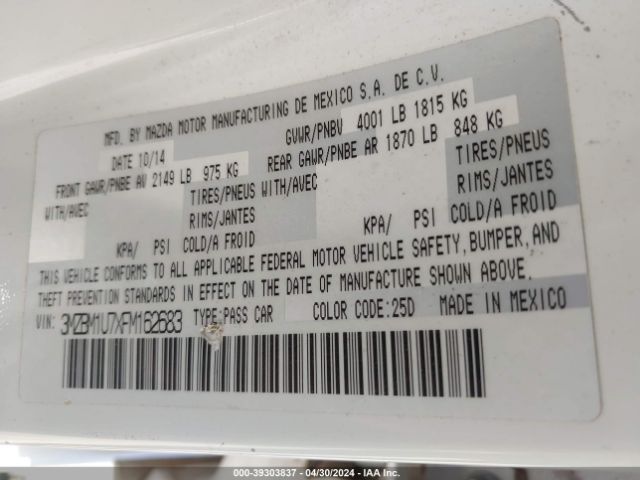 MFD. BY MAZDA MOTOR MANUFACTURING DE MEXICO S.A. DE C.V.
DATE 10/14 GVWR/PNBV 4001 LB 1815 KG
FRONT GAWR/PNBE AV 2149 LB 975 KG REAR GAWR/PNBE AR 1870 LB 848 KG
WITH/AVEC TIRES/PNEUS WITH/AVEC TIRES/PNEUS
RIMS/JANTES RIMS/JANTES
KPA/ PSI COLD/A FROID KPA/ PSI COLD/A FROID
THIS VEHICLE CONFORMS TO ALL APPLICABLE FEDERAL MOTOR VEHICLE SAFETY, BUMPER, AND
THEFT PREVENTION STANDARDS IN EFFECT ON THE DATE OF MANUFACTURE SHOWN ABOVE.
VIN: 3MZBM1U7XFM162683 TYPE: PASS CAR COLOR CODE: 25D MADE IN MEXICO
000-39303837 - 04/30/2024 - IAA Inc.